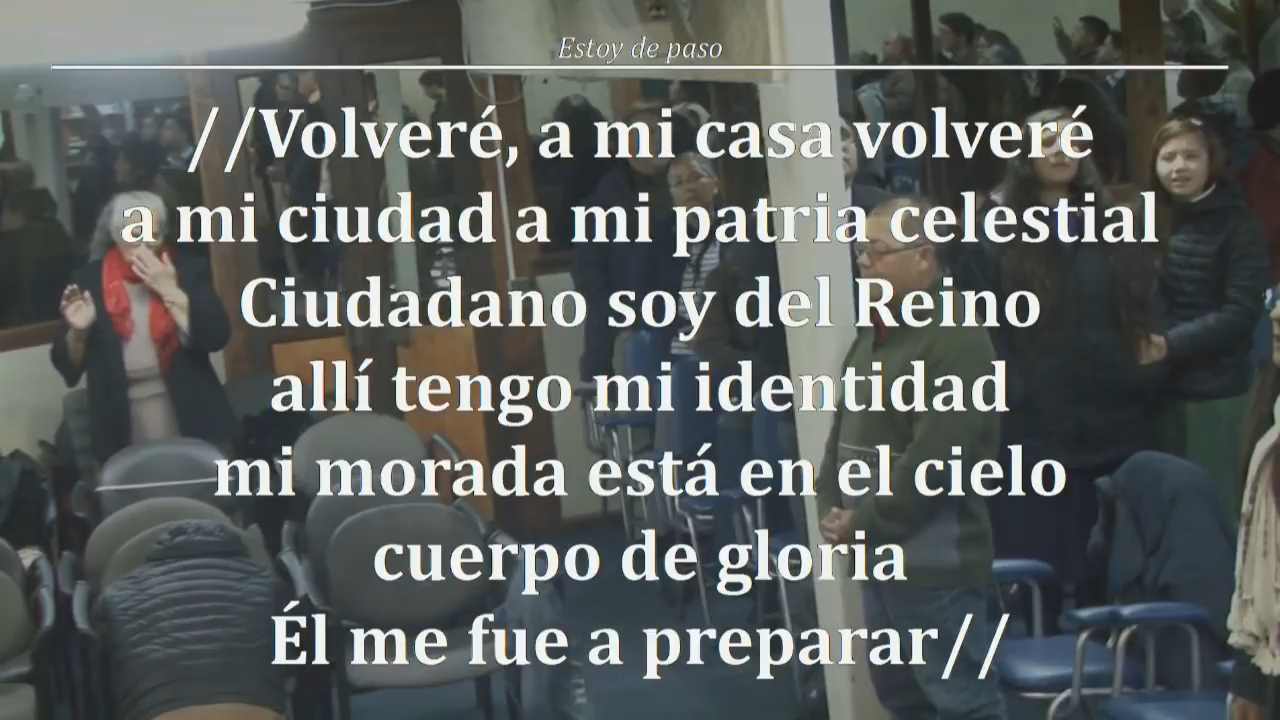 Estoy de paso
//Volveré, a mi casa volveré
a mi ciudad a mi patria celestial
Ciudadano soy del Reino
allí tengo mi identidad
mi morada está en el cielo
cuerpo de gloria
Él me fue a preparar//